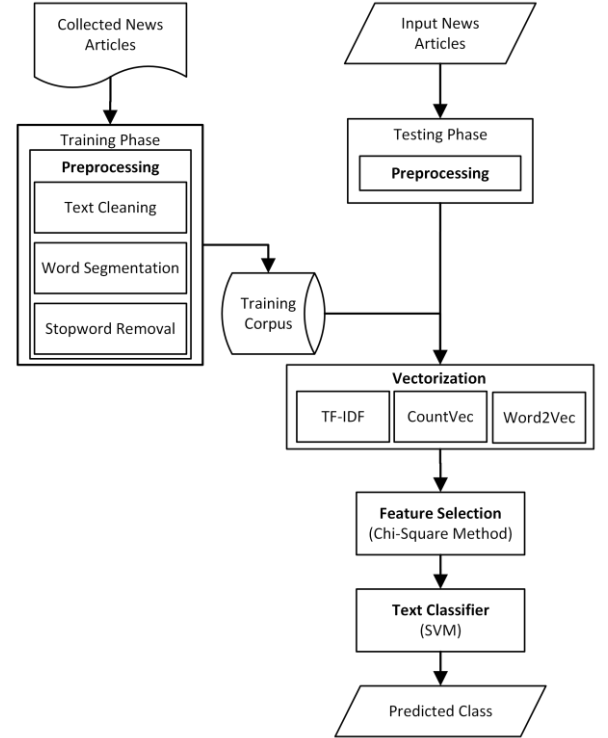 Collected News
Articles
Input News
Articles
Training Phase
Preprocessing
Text Cleaning
Word Segmentation
Stopword Removal
Testing Phase
Preprocessing
Training
Corpus
Vectorization
TF-IDF
CountVec
Word2Vec
Feature Selection
(Chi-Square Method)
Text Classifier
(SVM)
Predicted Class